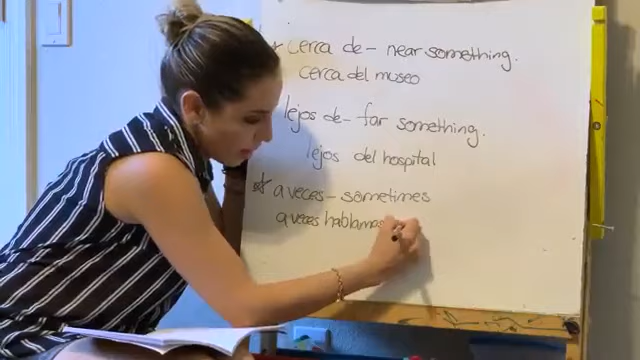 cerca de - near something.
cerca del museo
lejos de - far something.
lejos del hospital
* a veces - sometimes
a veces hablamos